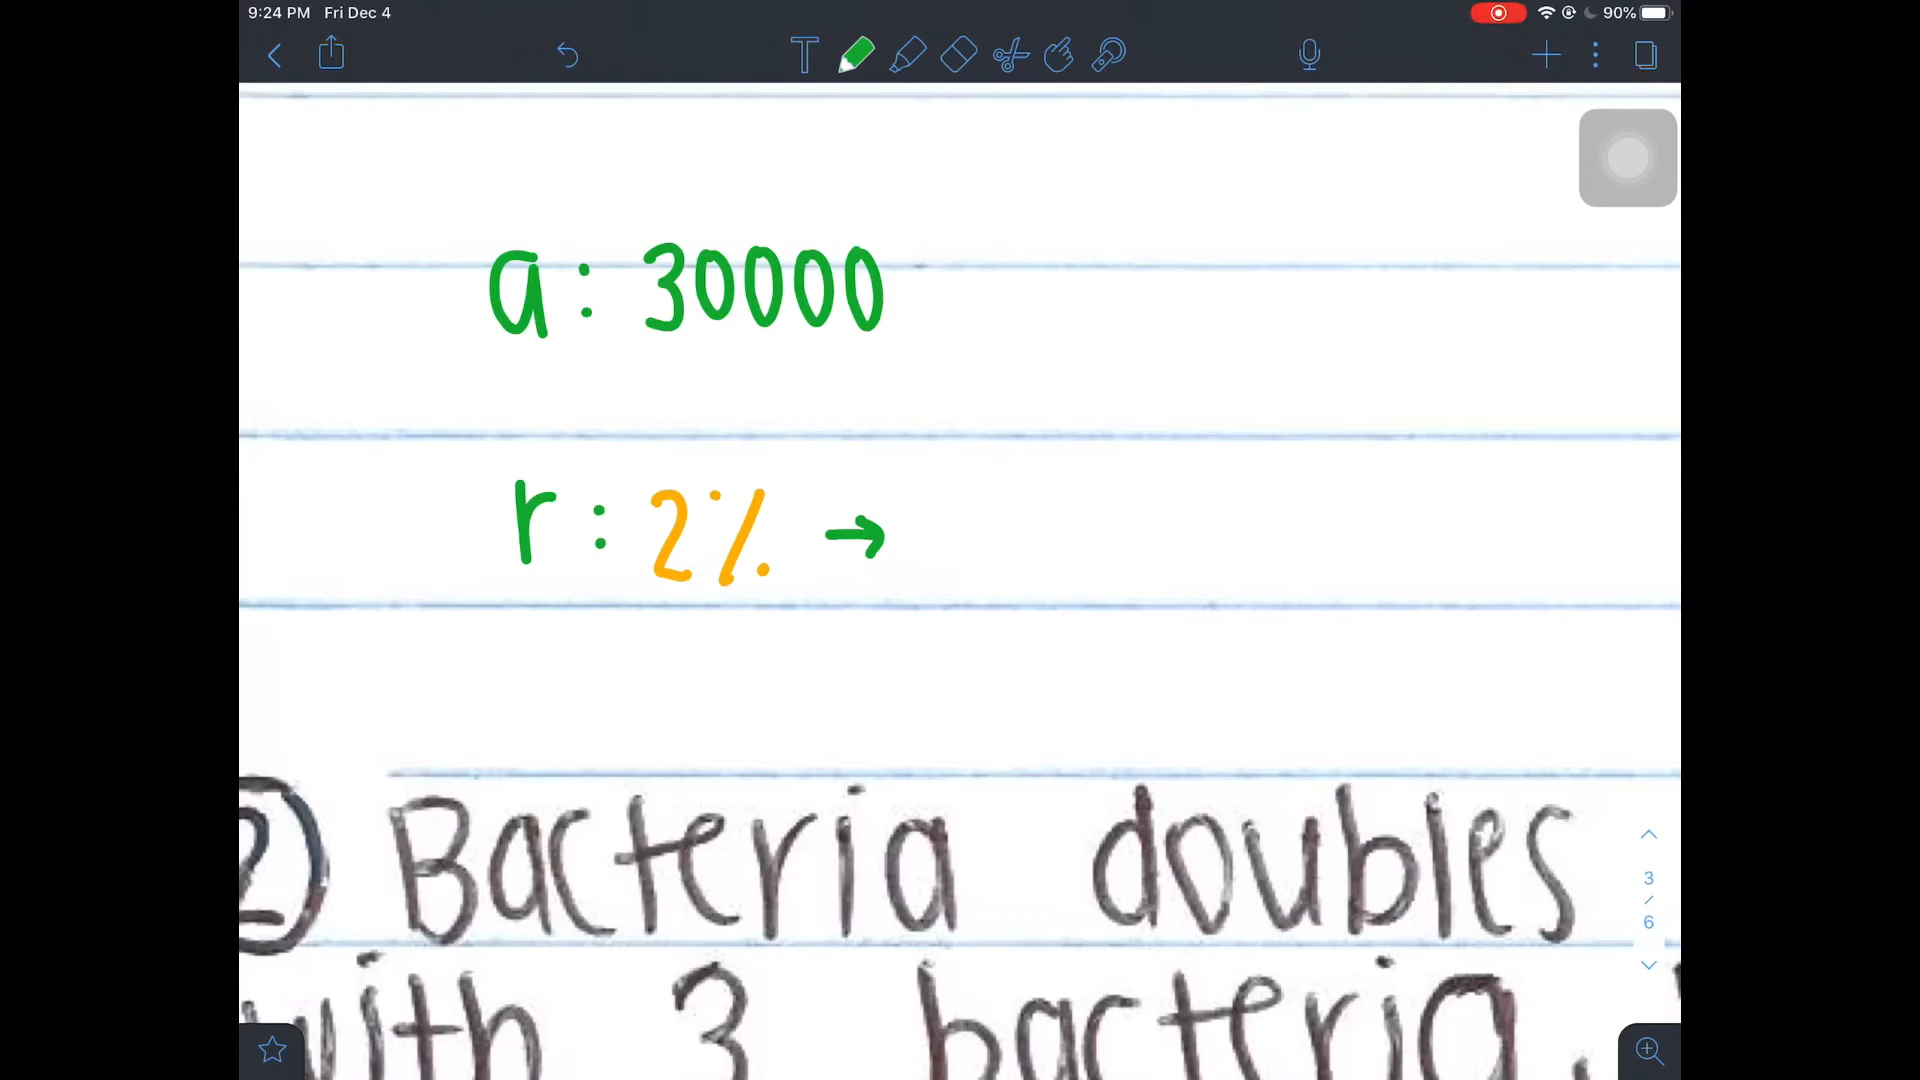 9:24 PM Fri Dec 4 90%
a: 30000
r: 2% →
② Bacteria doubles
3
/
6
with 3 bacteria.